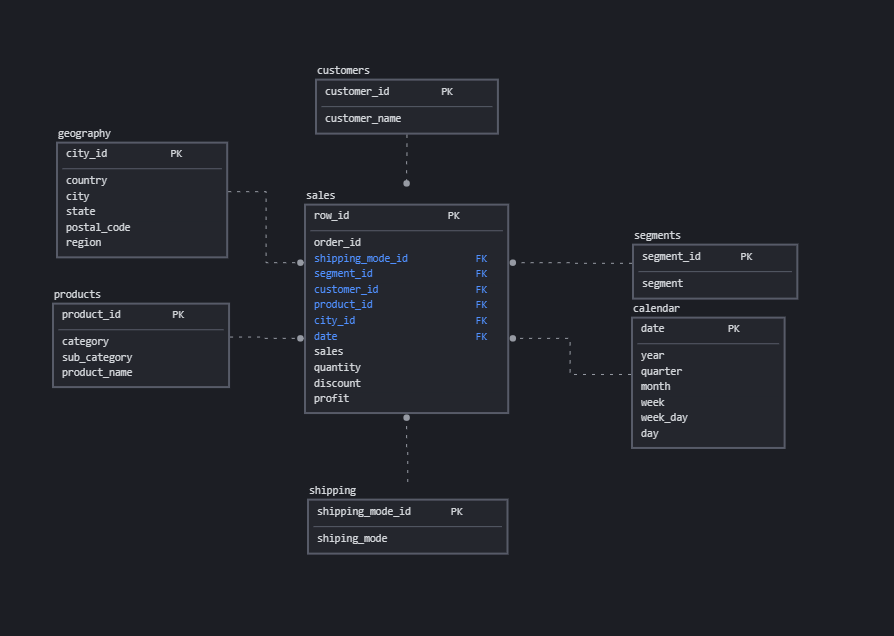 customers
customer_id PK
customer_name
geography
city_id PK
country
city
state
postal_code
region
sales
row_id PK
order_id
shipping_mode_id FK
segment_id FK
customer_id FK
product_id FK
city_id FK
date FK
sales
quantity
discount
profit
segments
segment_id PK
segment
products
product_id PK
category
sub_category
product_name
calendar
date PK
year
quarter
month
week
week_day
day
shipping
shipping_mode_id PK
shiping_mode